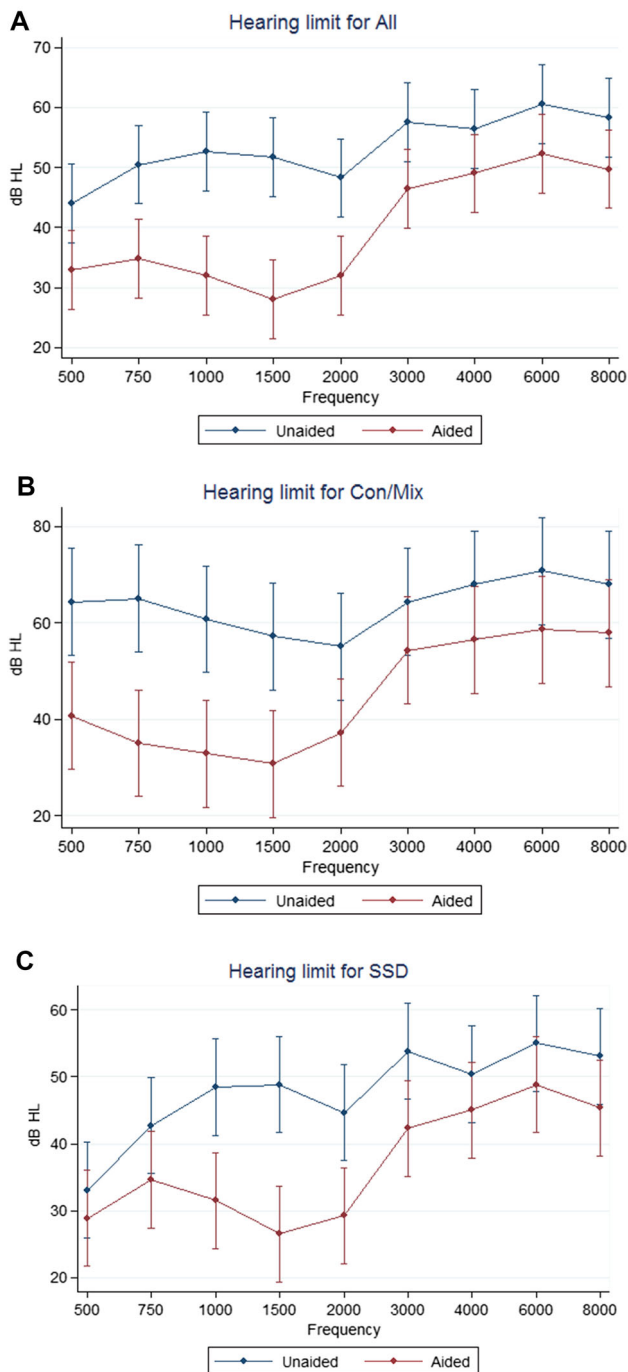 A
Hearing limit for All
70
60
50
40
30
20
dB HL
500 750 1000 1500 2000 3000 4000 6000 8000
Frequency
Unaided Aided
B
Hearing limit for Con/Mix
80
60
40
20
dB HL
500 750 1000 1500 2000 3000 4000 6000 8000
Frequency
Unaided Aided
C
Hearing limit for SSD
60
50
40
30
20
dB HL
500 750 1000 1500 2000 3000 4000 6000 8000
Frequency
Unaided Aided